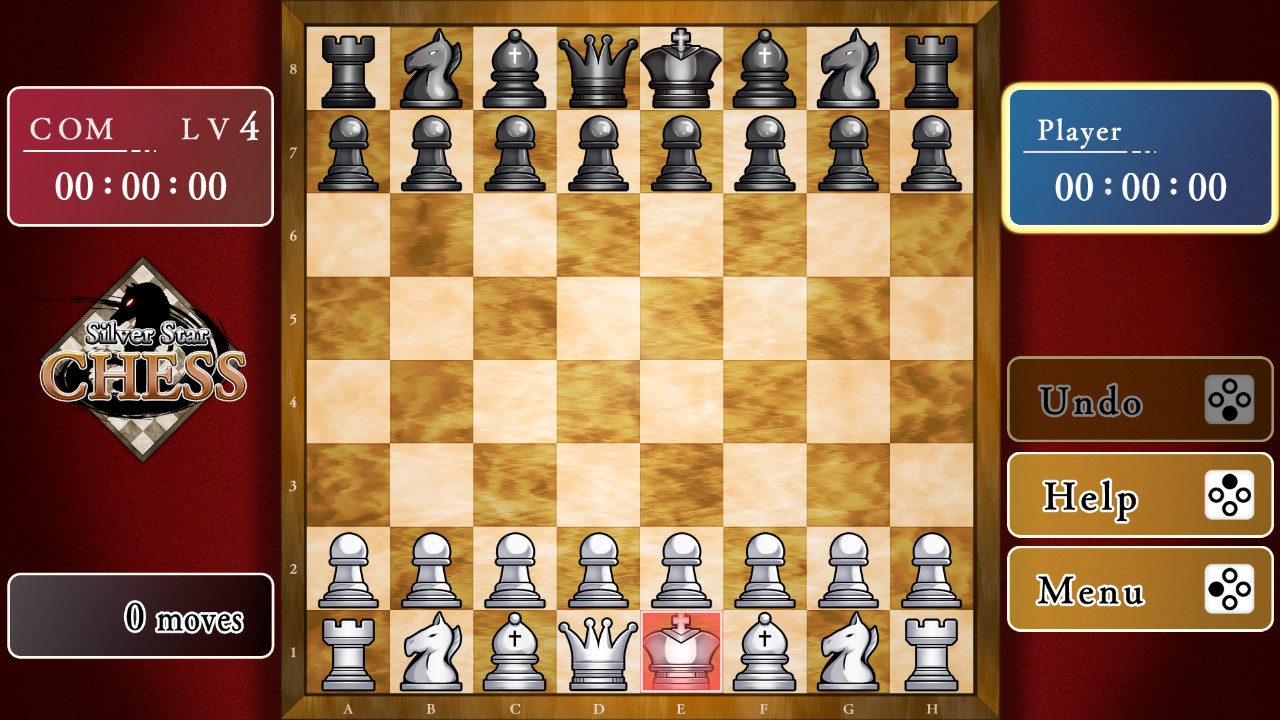 COM LV4
00:00:00
Silver Star
CHESS
0 moves
8
7
6
5
4
3
2
1
A B C D E F G H
Player
00:00:00
Undo
Help
Menu